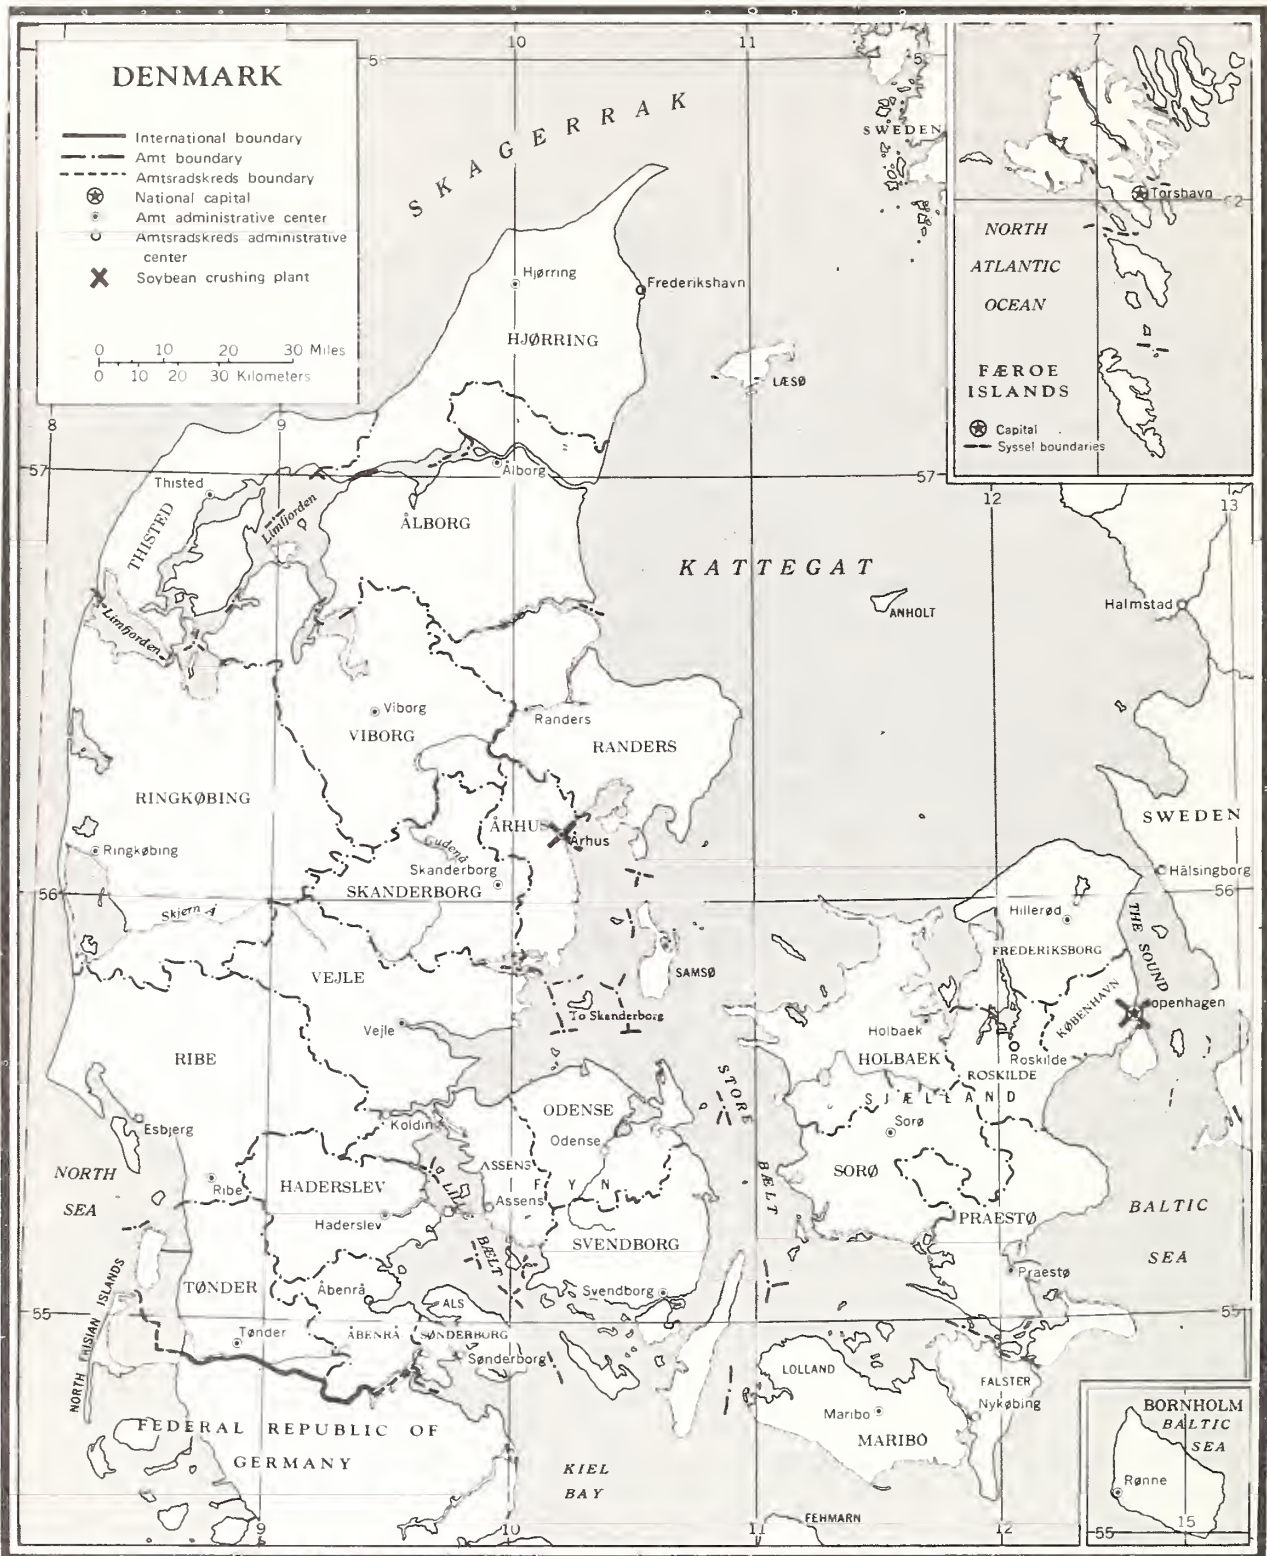 DENMARK
International boundary
Amt boundary
Amtsradskreds boundary
National capital
Amt administrative center
Amtsradskreds administrative
center
Soybean crushing plant
0 10 20 30 Miles
0 10 20 30 Kilometers
10
11
7
58
SKAGERRAK
SWEDEN
Torshavn
62
NORTH
ATLANTIC
OCEAN
FÆROE
ISLANDS
Capital
Syssel boundaries
Hjørring
Frederikshavn
HJØRRING
LÆSØ
8
9
57
57
12
13
Ålborg
Thisted
THISTED
Limfjorden
ÅLBORG
KATTEGAT
ANHOLT
Halmstad
Limfjorden
Viborg
VIBORG
Randers
RANDERS
RINGKØBING
SWEDEN
ÅRHUS
Århus
Gudenå
Ringkøbing
Skanderborg
SKANDERBORG
Hälsingborg
56
56
Skjern Å
Hillerød
THE SOUND
FREDERIKSBORG
VEJLE
SAMSØ
KØBENHAVN
openhagen
To Skanderborg
Vejle
Holbaek
HOLBAEK
Roskilde
ROSKILDE
RIBE
STORE
SJÆLLAND
ODENSE
Odense
Koldin
Esbjerg
Sorø
SORØ
ASSENS
Assens
FYN
NORTH
SEA
Ribe
HADERSLEV
Haderslev
LILLE
BÆLT
BÆLT
PRAESTØ
BALTIC
SEA
SVENDBORG
Svendborg
Praestø
NORTH FRISIAN ISLANDS
TØNDER
Åbenrå
ALS
55
55
Tønder
ÅBENRÅ
SØNDERBORG
Sønderborg
LOLLAND
FALSTER
Nykøbing
Maribo
MARIBO
FEDERAL REPUBLIC OF
GERMANY
KIEL
BAY
FEHMARN
BORNHOLM
BALTIC
SEA
Rønne
55
15
9
10
11
12